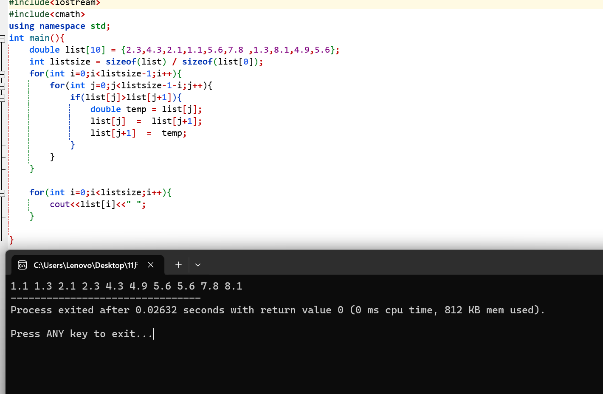 #include<iostream>
#include<cmath>
using namespace std;
int main(){
    double list[10] = {2.3,4.3,2.1,1.1,5.6,7.8 ,1.3,8.1,4.9,5.6};
    int listsize = sizeof(list) / sizeof(list[0]);
    for(int i=0;i<listsize-1;i++){
        for(int j=0;j<listsize-1-i;j++){
            if(list[j]>list[j+1]){
                double temp = list[j];
                list[j]  =  list[j+1];
                list[j+1]  =  temp;
            }
        }
    }
    for(int i=0;i<listsize;i++){
        cout<<list[i]<<" ";
    }
}
C:\Users\Lenovo\Desktop\11
1.1 1.3 2.1 2.3 4.3 4.9 5.6 5.6 7.8 8.1
--------------------------------
Process exited after 0.02632 seconds with return value 0 (0 ms cpu time, 812 KB mem used).
Press ANY key to exit...